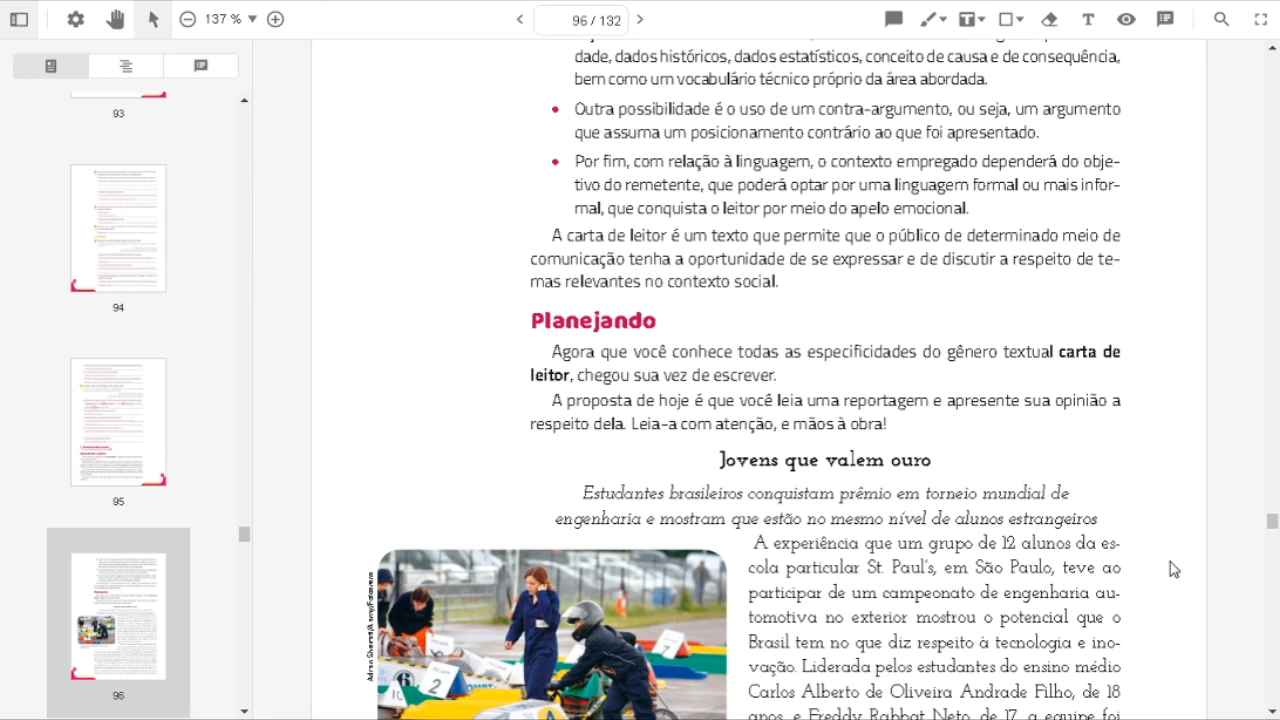 137 %
96 / 132
93
94
95
96
dade, dados históricos, dados estatísticos, conceito de causa e de consequência,
bem como um vocabulário técnico próprio da área abordada.
• Outra possibilidade é o uso de um contra-argumento, ou seja, um argumento
que assuma um posicionamento contrário ao que foi apresentado.
• Por fim, com relação à linguagem, o contexto empregado dependerá do obje-
tivo do remetente, que poderá optar por uma linguagem formal ou mais infor-
mal, que conquista o leitor por meio do apelo emocional.
A carta de leitor é um texto que permite que o público de determinado meio de
comunicação tenha a oportunidade de se expressar e de discutir a respeito de te-
mas relevantes no contexto social.
Planejando
Agora que você conhece todas as especificidades do gênero textual carta de
leitor, chegou sua vez de escrever.
A proposta de hoje é que você leia uma reportagem e apresente sua opinião a
respeito dela. Leia-a com atenção, e mãos à obra!
Jovens que valem ouro
Estudantes brasileiros conquistam prêmio em torneio mundial de
engenharia e mostram que estão no mesmo nível de alunos estrangeiros
A experiência que um grupo de 12 alunos da es-
cola particular St. Paul's, em São Paulo, teve ao
participar de um campeonato de engenharia au-
tomotiva no exterior mostrou o potencial que o
Brasil tem no que diz respeito à tecnologia e ino-
vação. Liderada pelos estudantes do ensino médio
Carlos Alberto de Oliveira Andrade Filho, de 18
anos, e Freddy Rabbat Neto, de 17, a equipe foi